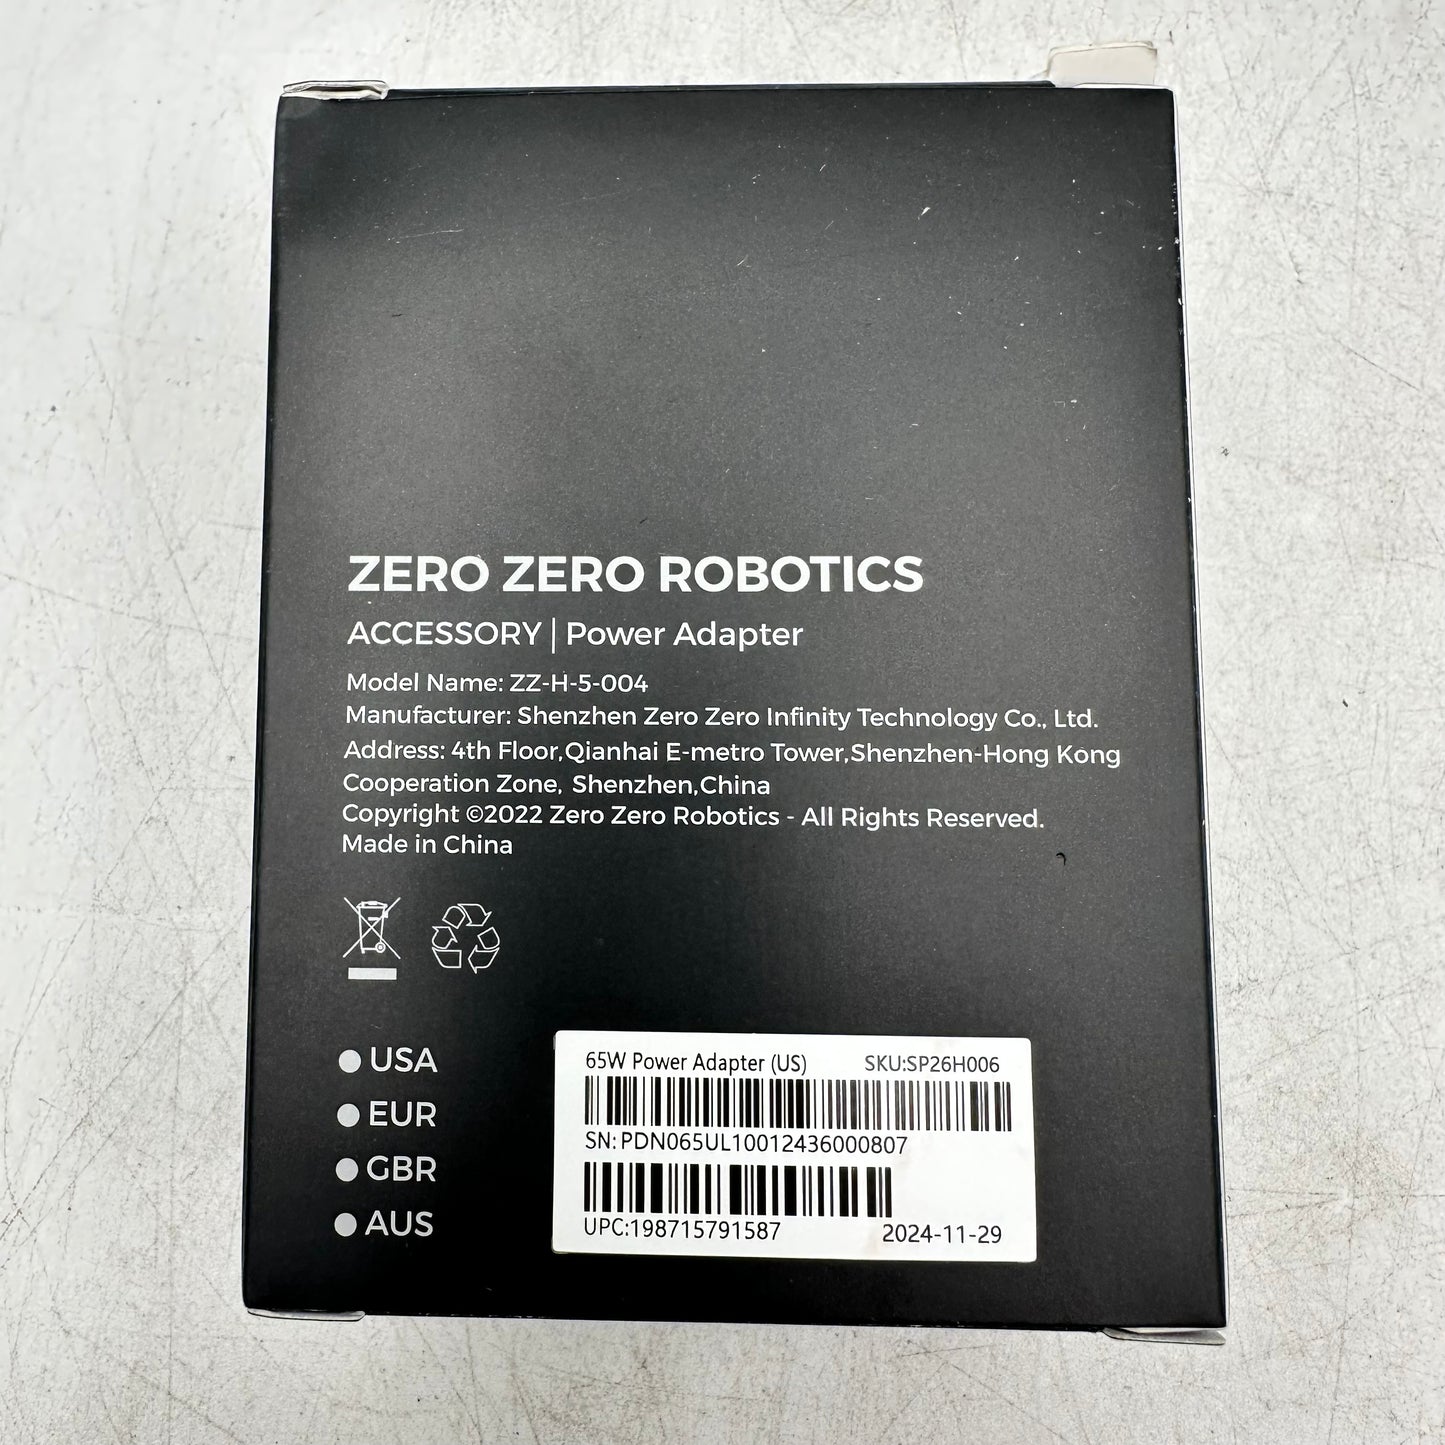 ZERO ZERO ROBOTICS
ACCESSORY | Power Adapter
Model Name: ZZ-H-5-004
Manufacturer: Shenzhen Zero Zero Infinity Technology Co., Ltd.
Address: 4th Floor,Qianhai E-metro Tower,Shenzhen-Hong Kong
Cooperation Zone, Shenzhen,China
Copyright ©2022 Zero Zero Robotics - All Rights Reserved.
Made in China
USA
EUR
GBR
AUS
65W Power Adapter (US) SKU:SP26H006
SN:PDN065UL10012436000807
UPC:198715791587 2024-11-29